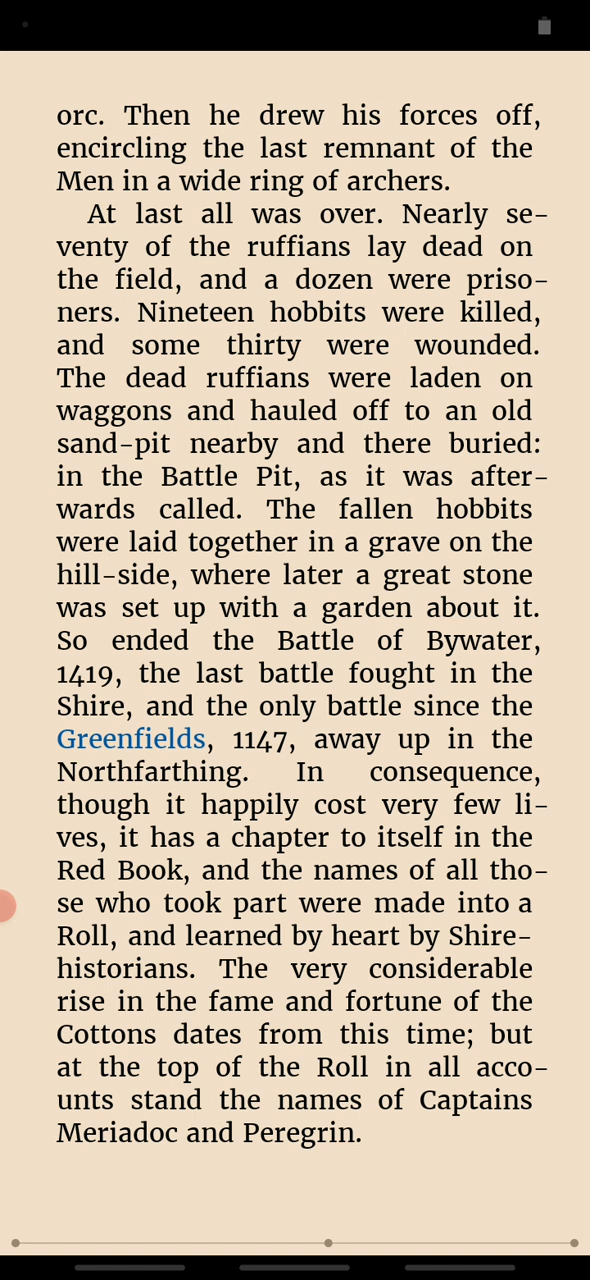 orc. Then he drew his forces off,
encircling the last remnant of the
Men in a wide ring of archers.
At last all was over. Nearly se-
venty of the ruffians lay dead on
the field, and a dozen were priso-
ners. Nineteen hobbits were killed,
and some thirty were wounded.
The dead ruffians were laden on
waggons and hauled off to an old
sand-pit nearby and there buried:
in the Battle Pit, as it was after-
wards called. The fallen hobbits
were laid together in a grave on the
hill-side, where later a great stone
was set up with a garden about it.
So ended the Battle of Bywater,
1419, the last battle fought in the
Shire, and the only battle since the
Greenfields, 1147, away up in the
Northfarthing. In consequence,
though it happily cost very few li-
ves, it has a chapter to itself in the
Red Book, and the names of all tho-
se who took part were made into a
Roll, and learned by heart by Shire-
historians. The very considerable
rise in the fame and fortune of the
Cottons dates from this time; but
at the top of the Roll in all acco-
unts stand the names of Captains
Meriadoc and Peregrin.